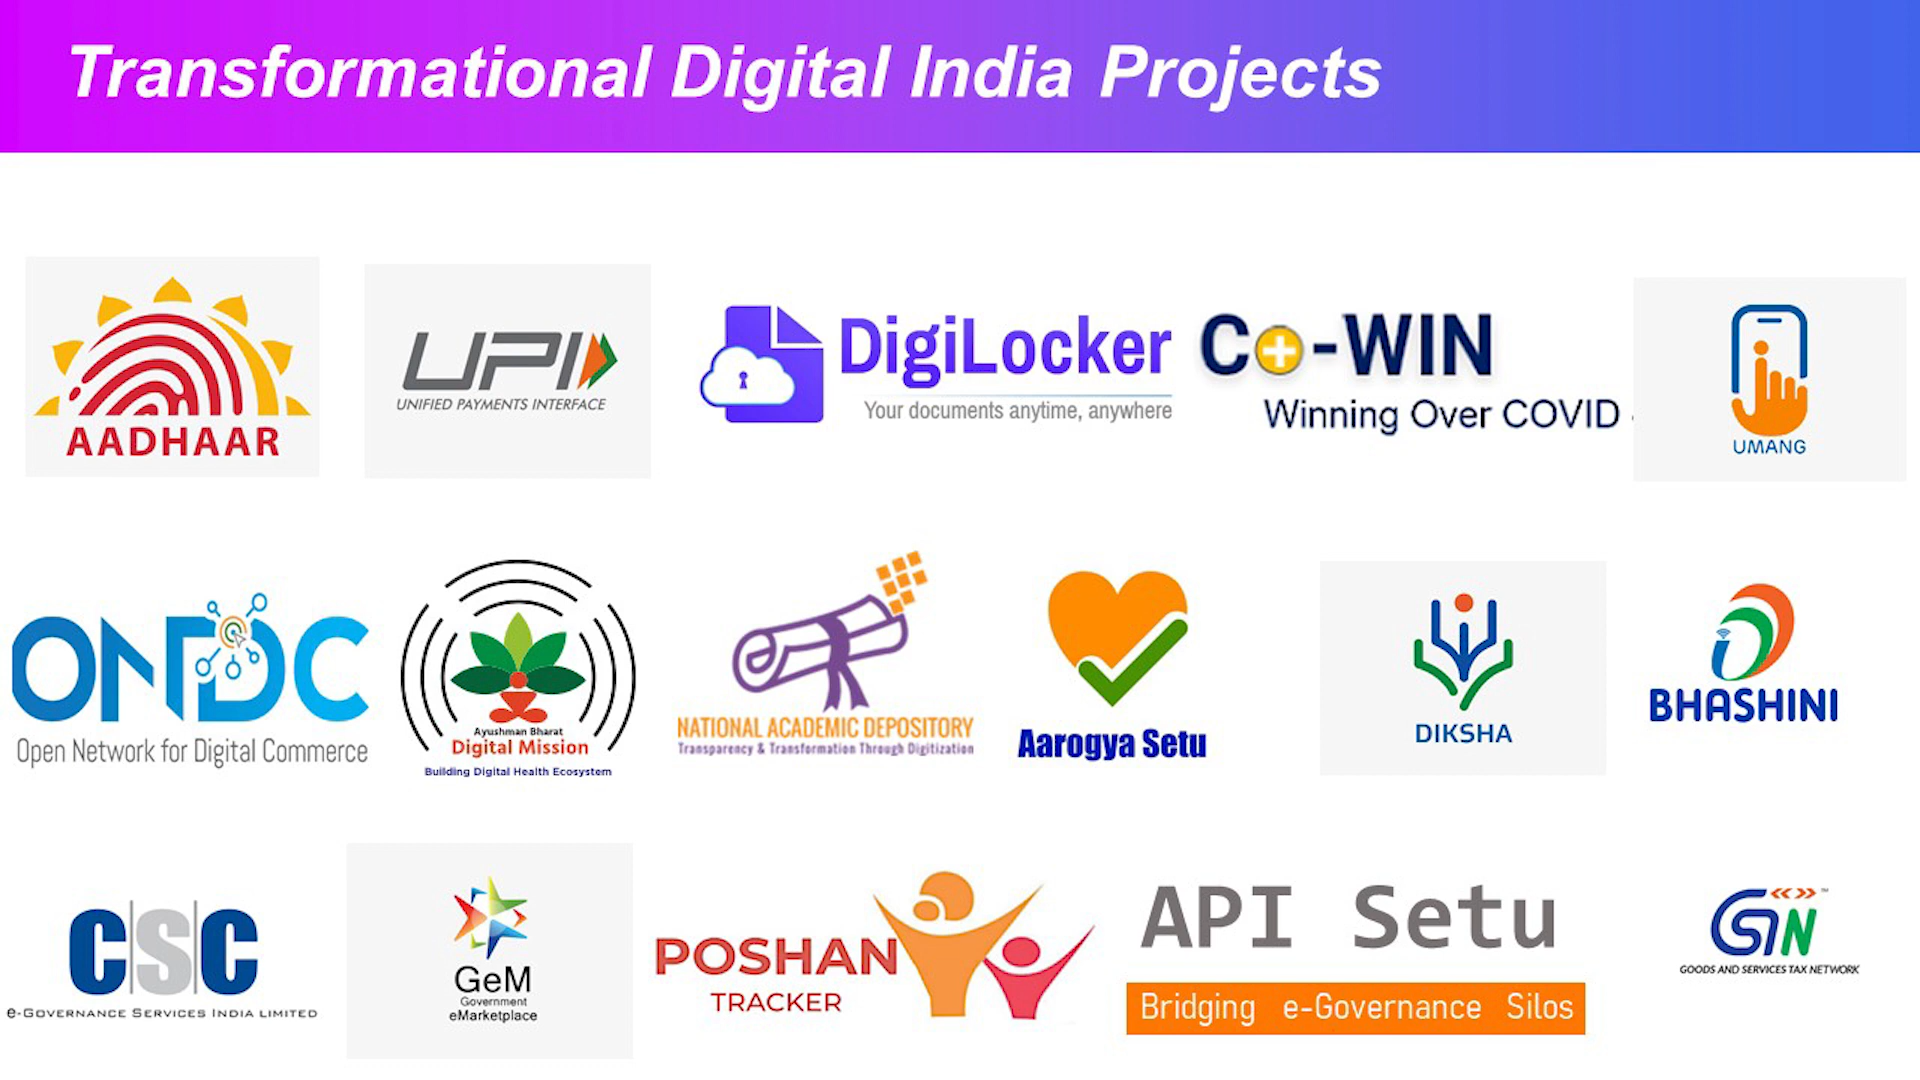 Transformational Digital India Projects
AADHAAR
UPI
UNIFIED PAYMENTS INTERFACE
DigiLocker
Your documents anytime, anywhere
Co-WIN
Winning Over COVID
UMANG
ONDC
Open Network for Digital Commerce
Ayushman Bharat
Digital Mission
Building Digital Health Ecosystem
NATIONAL ACADEMIC DEPOSITORY
Transparency & Transformation Through Digitization
Aarogya Setu
DIKSHA
BHASHINI
CSC
e-GOVERNANCE SERVICES INDIA LIMITED
GeM
Government
eMarketplace
POSHAN
TRACKER
API Setu
Bridging e-Governance Silos
GSTN
GOODS AND SERVICES TAX NETWORK